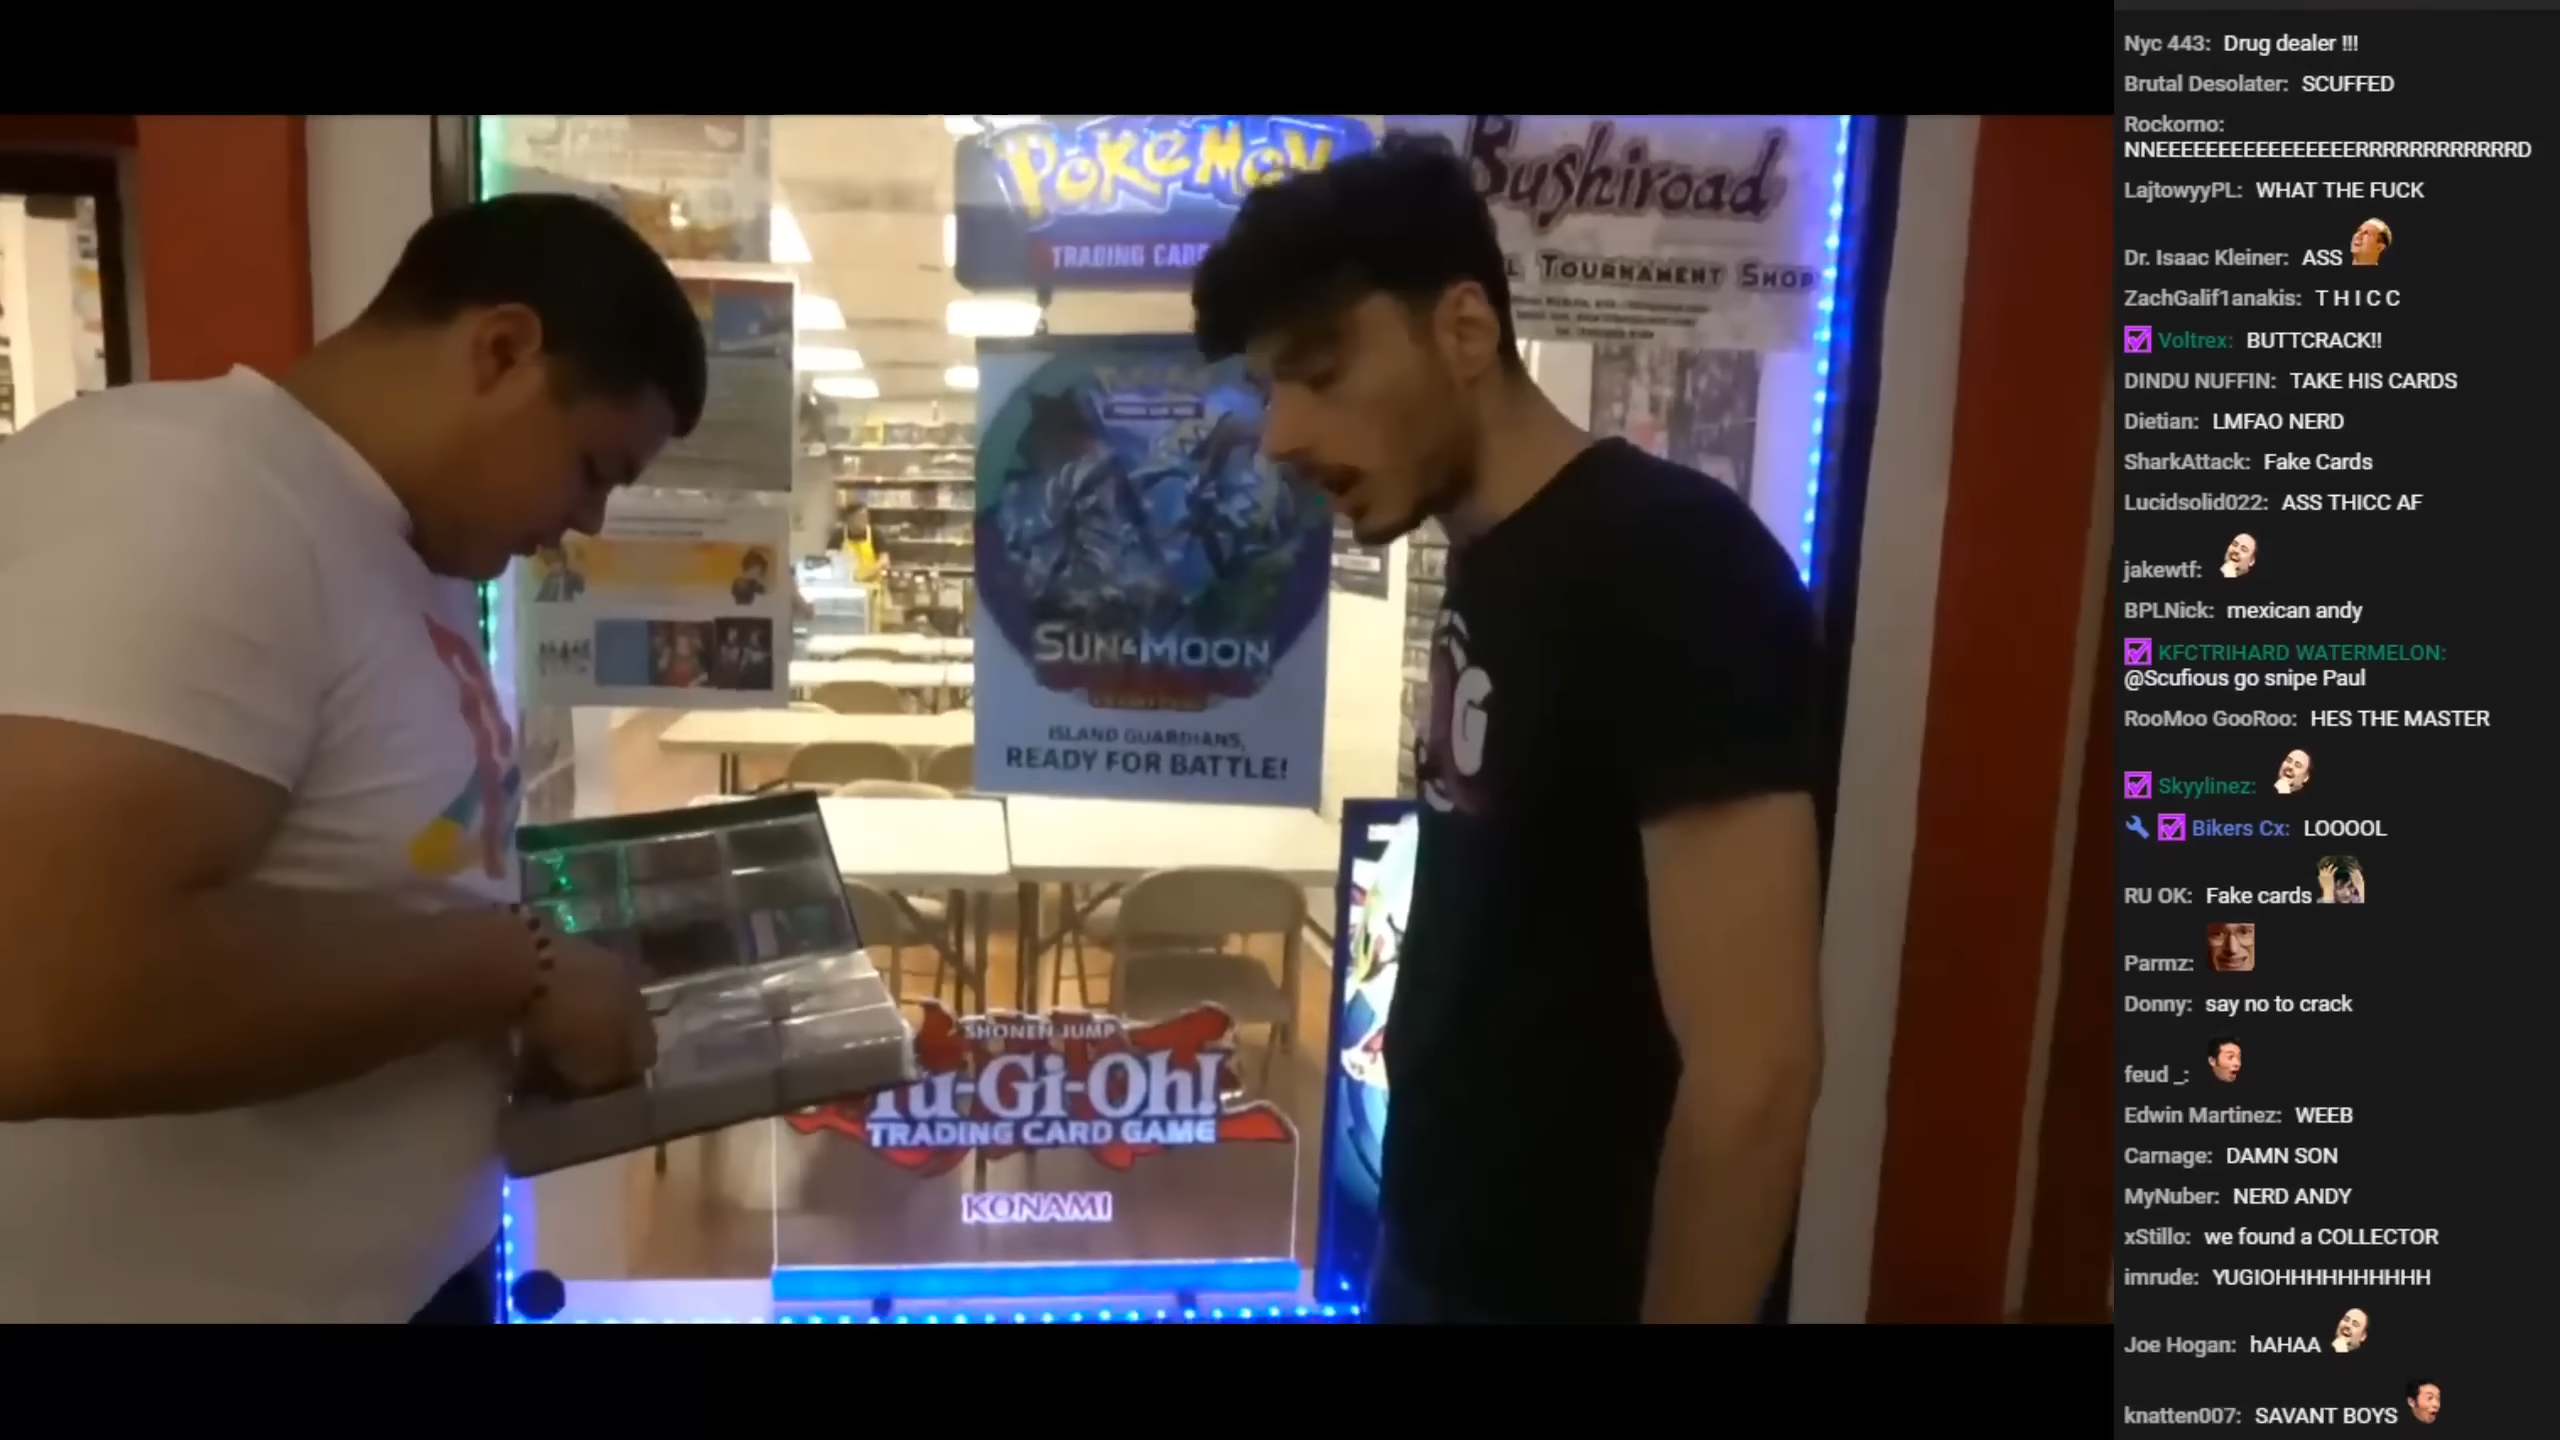 POKÉMON
TRADING CARD
Bushiroad
TOURNAMENT SHOP
SUN & MOON
ISLAND GUARDIANS,
READY FOR BATTLE!
G
SHONEN JUMP
Yu-Gi-Oh!
TRADING CARD GAME
KONAMI
Nyc 443: Drug dealer !!!
Brutal Desolater: SCUFFED
Rockorno:
NNEEEEEEEEEEEEEEEERRRRRRRRRRRRRD
LajtowyyPL: WHAT THE FUCK
Dr. Isaac Kleiner: ASS
ZachGalif1anakis: T H I C C
Voltrex: BUTTCRACK!!
DINDU NUFFIN: TAKE HIS CARDS
Dietian: LMFAO NERD
SharkAttack: Fake Cards
Lucidsolid022: ASS THICC AF
jakewtf:
BPLNick: mexican andy
KFCTRIHARD WATERMELON:
@Scufious go snipe Paul
RooMoo GooRoo: HES THE MASTER
Skyylinez:
Bikers Cx: LOOOOL
RU OK: Fake cards
Parmz:
Donny: say no to crack
feud _:
Edwin Martinez: WEEB
Carnage: DAMN SON
MyNuber: NERD ANDY
xStillo: we found a COLLECTOR
imrude: YUGIOHHHHHHHHHHH
Joe Hogan: hAHAA
knatten007: SAVANT BOYS